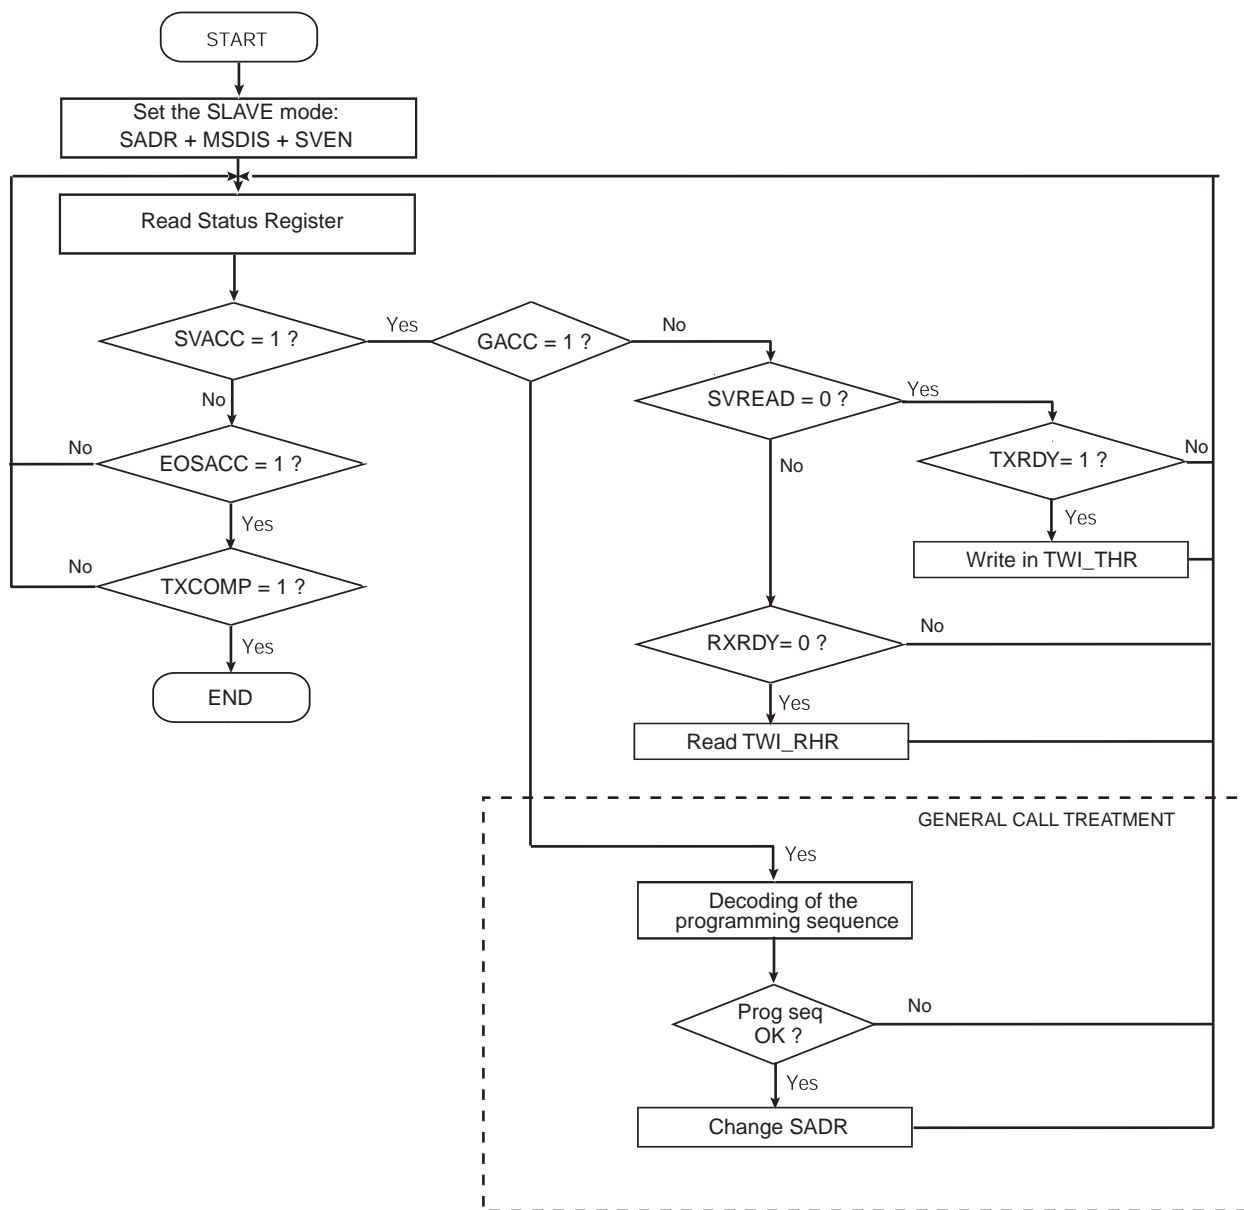 START
Set the SLAVE mode:
SADR + MSDIS + SVEN
Read Status Register
SVACC = 1 ?
Yes
GACC = 1 ?
No
SVREAD = 0 ?
Yes
No
EOSACC = 1 ?
No
TXRDY= 1 ?
No
No
Yes
Yes
Write in TWI_THR
TXCOMP = 1 ?
No
Yes
END
RXRDY= 0 ?
No
Yes
Read TWI_RHR
GENERAL CALL TREATMENT
Yes
Decoding of the
programming sequence
Prog seq
OK ?
No
Yes
Change SADR